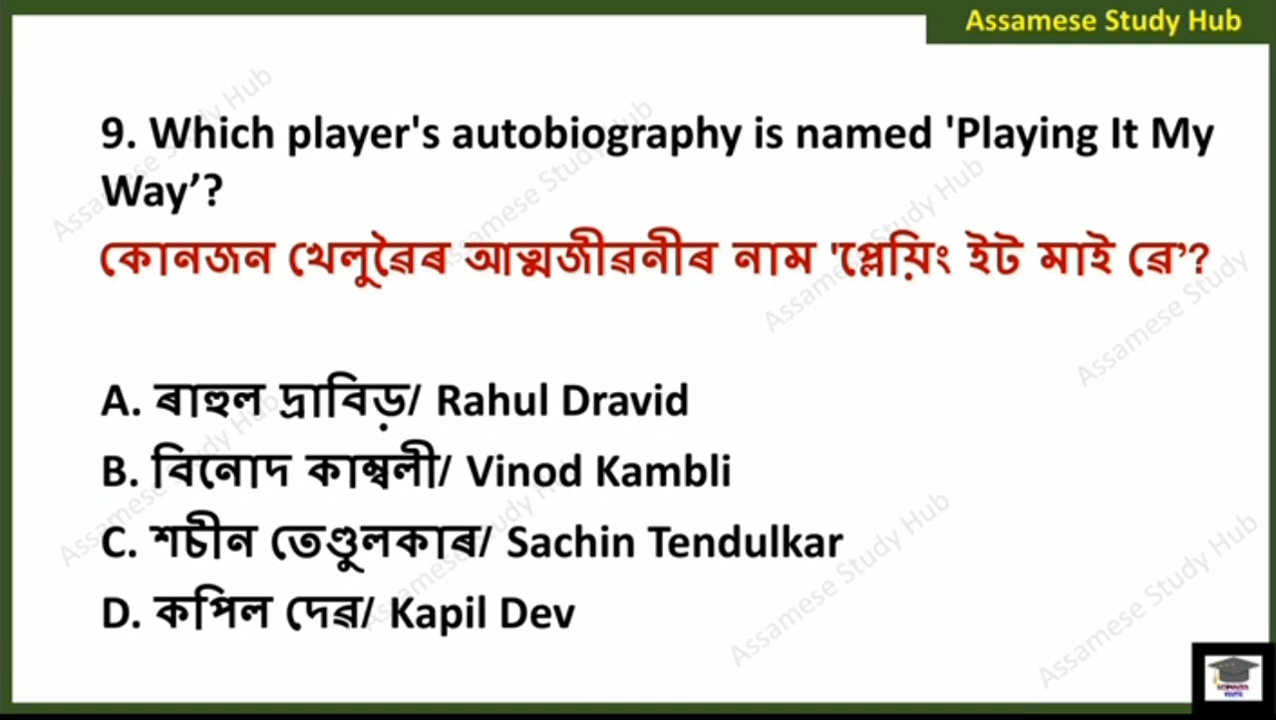 Assamese Study Hub
9. Which player's autobiography is named 'Playing It My
Way’?
কোনজন খেলুৱৈৰ আত্মজীৱনীৰ নাম 'প্লেয়িং ইট মাই ৱে’?
A. ৰাহুল দ্ৰাবিড়/ Rahul Dravid
B. বিনোদ কাম্বলী/ Vinod Kambli
C. শচীন তেণ্ডুলকাৰ/ Sachin Tendulkar
D. কপিল দেৱ/ Kapil Dev